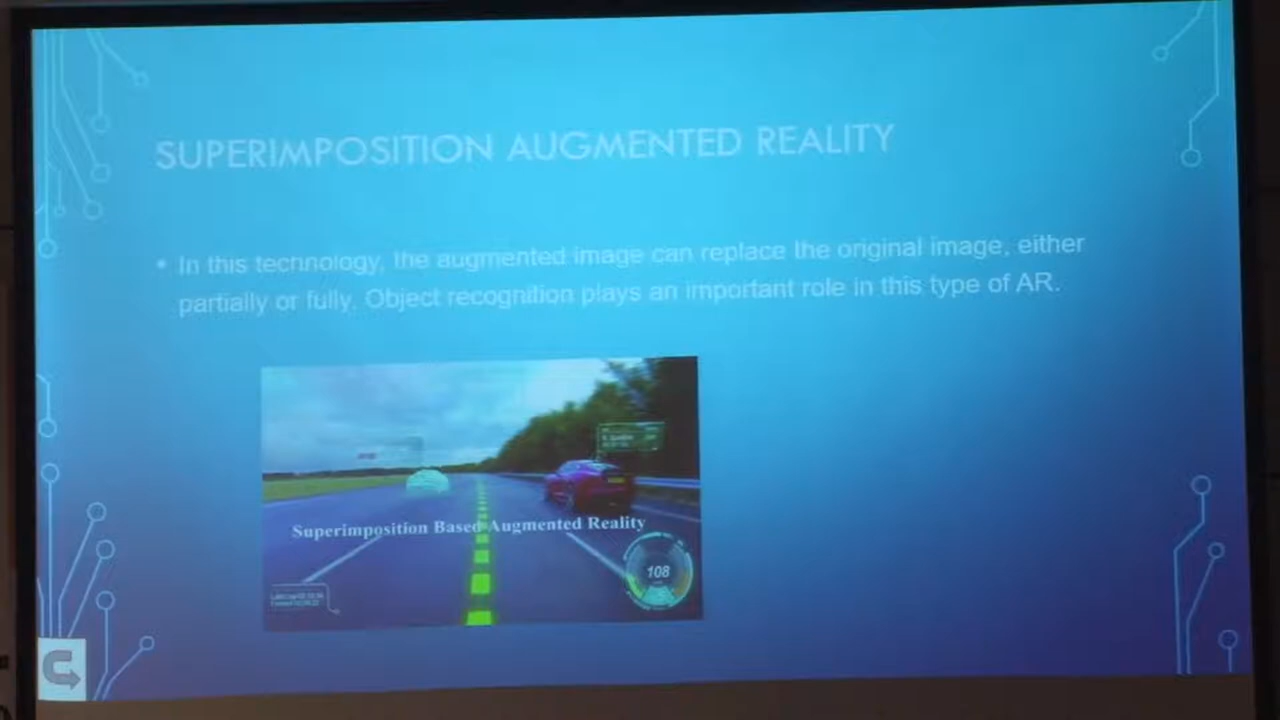 SUPERIMPOSITION AUGMENTED REALITY
• In this technology, the augmented image can replace the original image, either
partially or fully. Object recognition plays an important role in this type of AR.
Superimposition Based Augmented Reality
108